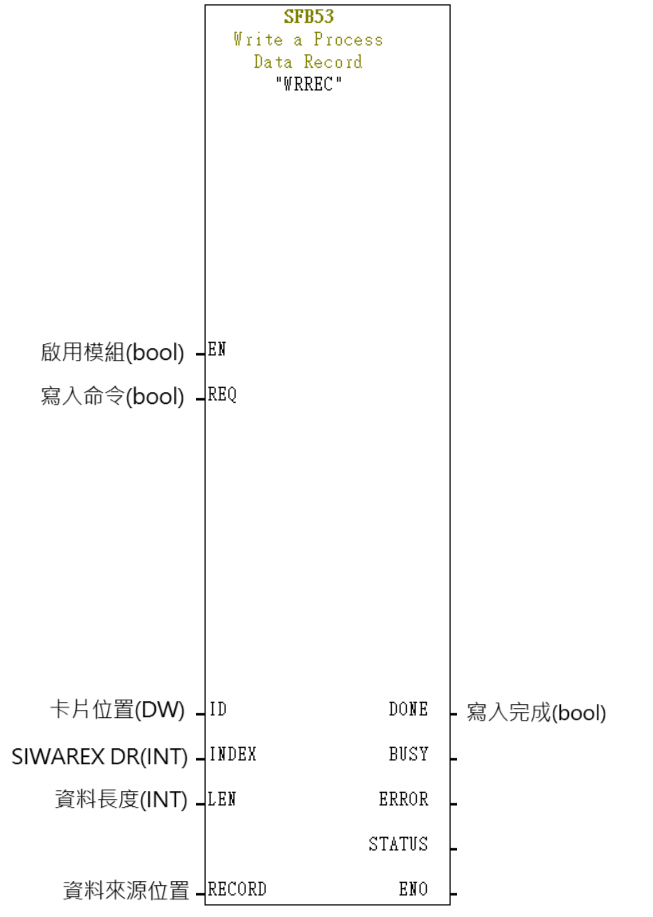 SFB53
Write a Process
Data Record
"WRREC"
啟用模組(bool) EN
寫入命令(bool) REQ
卡片位置(DW) ID DONE 寫入完成(bool)
SIWAREX DR(INT) INDEX BUSY
資料長度(INT) LEN ERROR
STATUS
資料來源位置 RECORD ENO